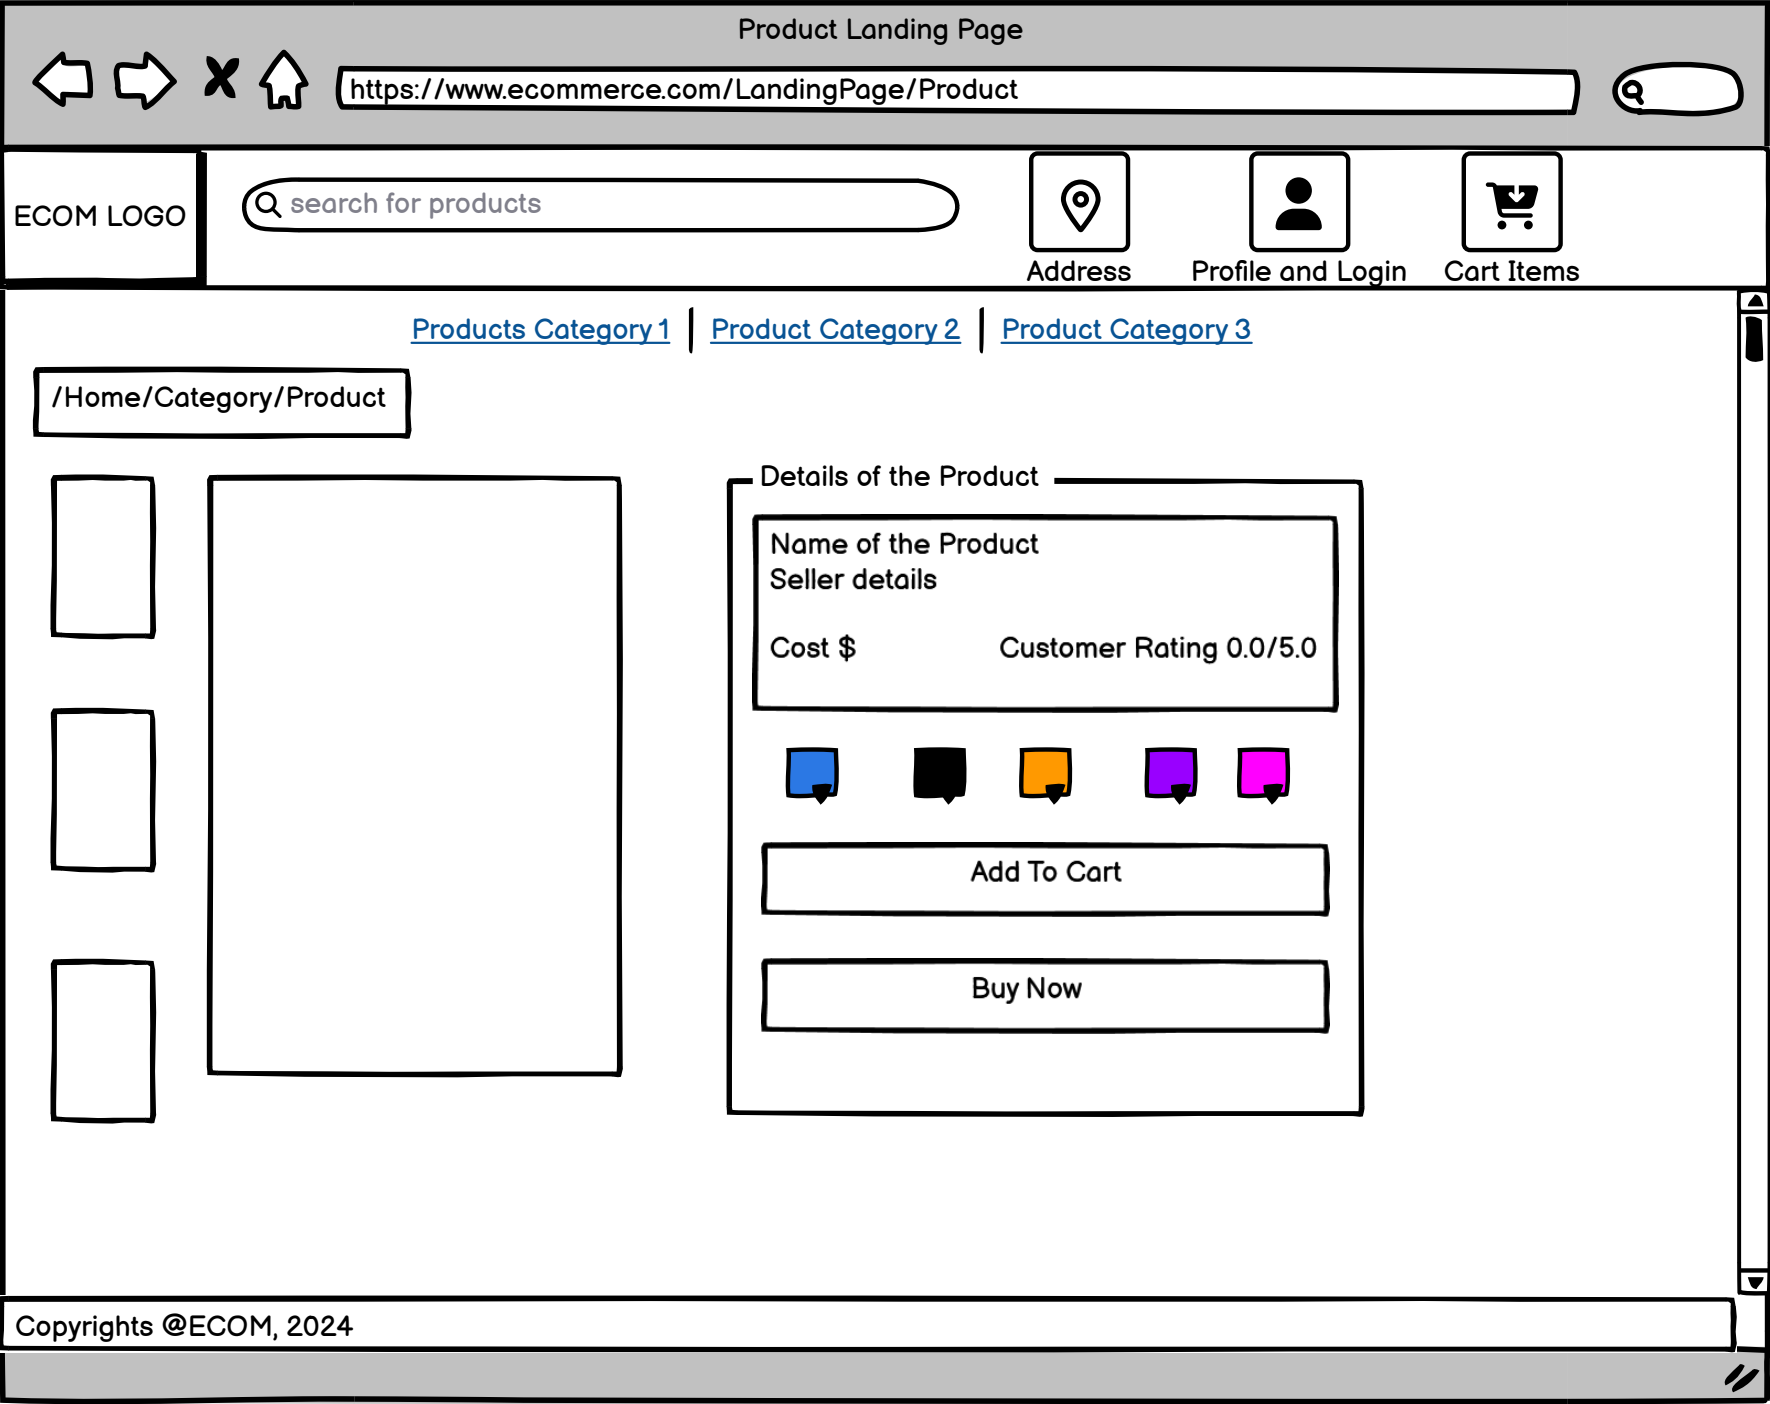 Product Landing Page
https://www.ecommerce.com/LandingPage/Product
ECOM LOGO
search for products
Address
Profile and Login
Cart Items
Products Category 1
Product Category 2
Product Category 3
/Home/Category/Product
Details of the Product
Name of the Product
Seller details
Cost $
Customer Rating 0.0/5.0
Add To Cart
Buy Now
Copyrights @ECOM, 2024